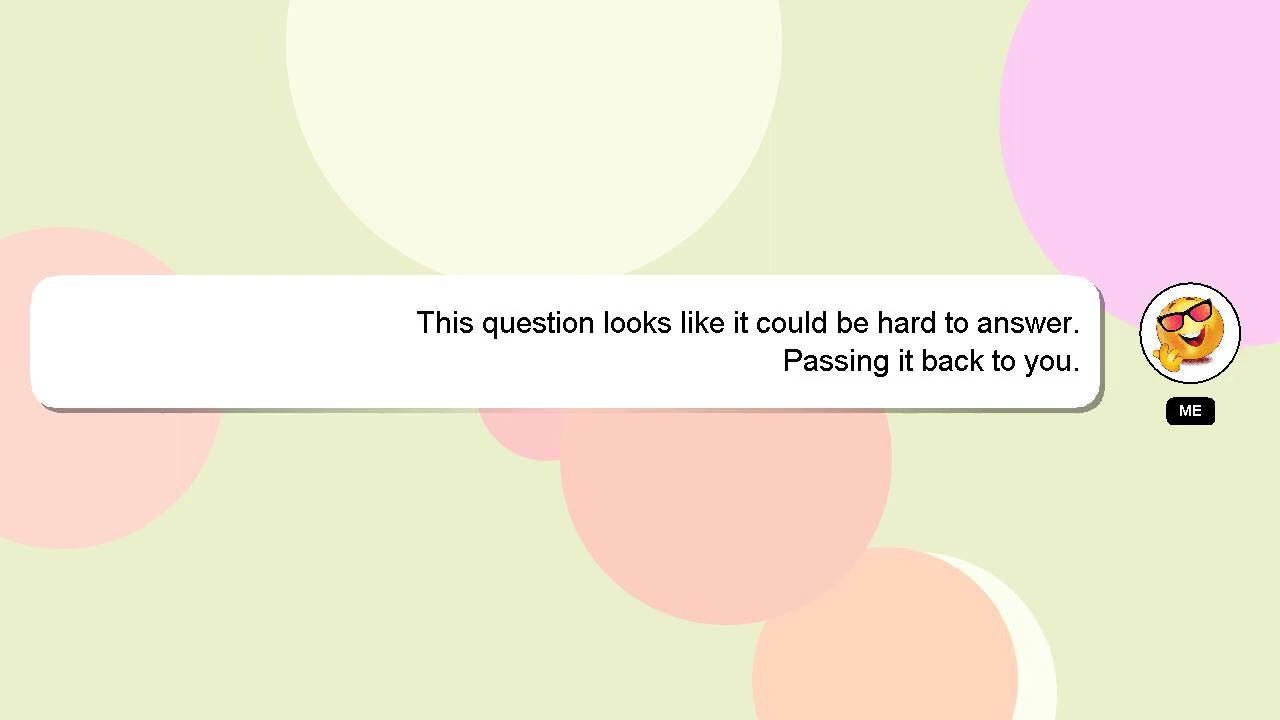 This question looks like it could be hard to answer.
Passing it back to you.
ME